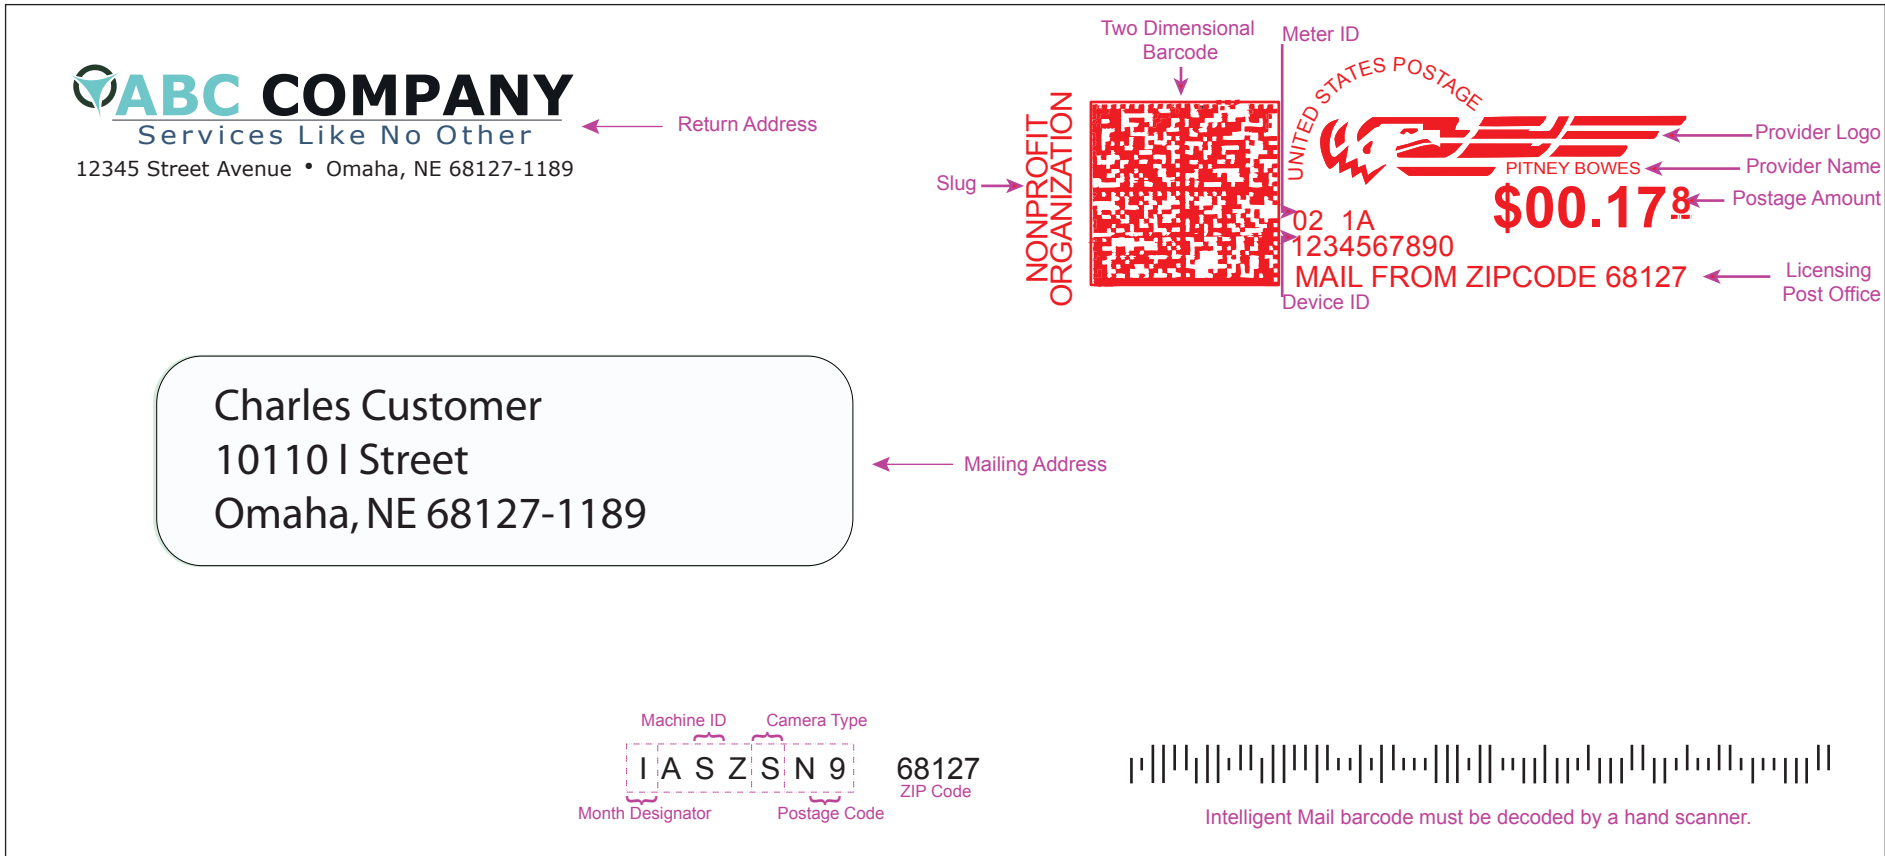 ABC COMPANY
Services Like No Other
12345 Street Avenue • Omaha, NE 68127-1189
Return Address
Two Dimensional
Barcode
Meter ID
Slug
NONPROFIT
ORGANIZATION
UNITED STATES POSTAGE
Provider Logo
PITNEY BOWES
Provider Name
$00.178
Postage Amount
02 1A
1234567890
MAIL FROM ZIPCODE 68127
Licensing
Post Office
Device ID
Charles Customer
10110 I Street
Omaha, NE 68127-1189
Mailing Address
Machine ID
Camera Type
I A S Z S N 9
68127
ZIP Code
Month Designator
Postage Code
Intelligent Mail barcode must be decoded by a hand scanner.